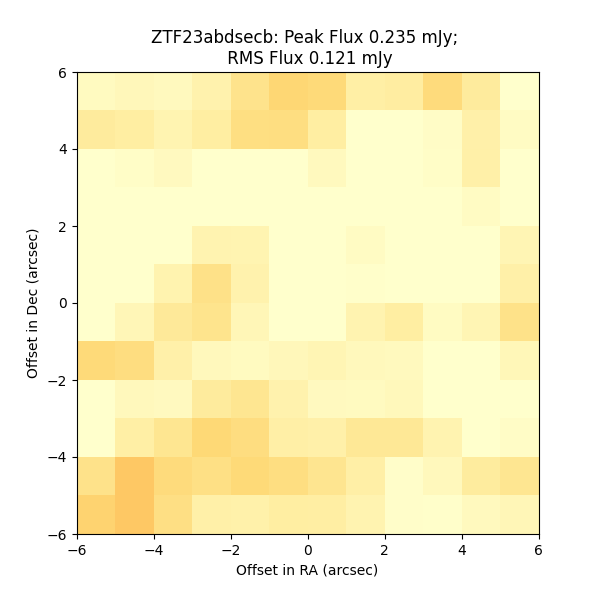 ZTF23abdsecb: Peak Flux 0.235 mJy;
RMS Flux 0.121 mJy
6
4
2
0
−2
−4
−6
Offset in Dec (arcsec)
−6 −4 −2 0 2 4 6
Offset in RA (arcsec)